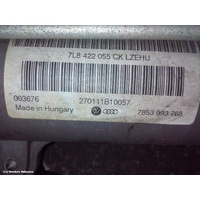 7L8 422 055 CK LZEHU
003676
270111B10057
Made in Hungary
7853 993 768